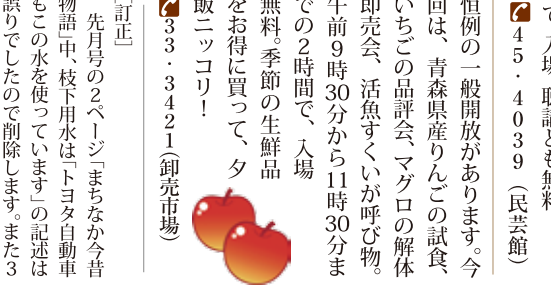 で、入場、聴講とも無料
45・4039（民芸館）
恒例の一般開放があります。今
回は、青森県産りんごの試食、
いちごの品評会、マグロの解体
即売会、活魚すくいが呼び物。
午前9時30分から11時30分ま
での2時間で、入場
無料。季節の生鮮品
をお得に買って、夕
飯ニッコリ！
33・3421（卸売市場）
［訂正］
先月号の2ページ「まちなか今昔
物語」中、枝下用水は「トヨタ自動車
もこの水を使っています」の記述は
誤りでしたので削除します。また3